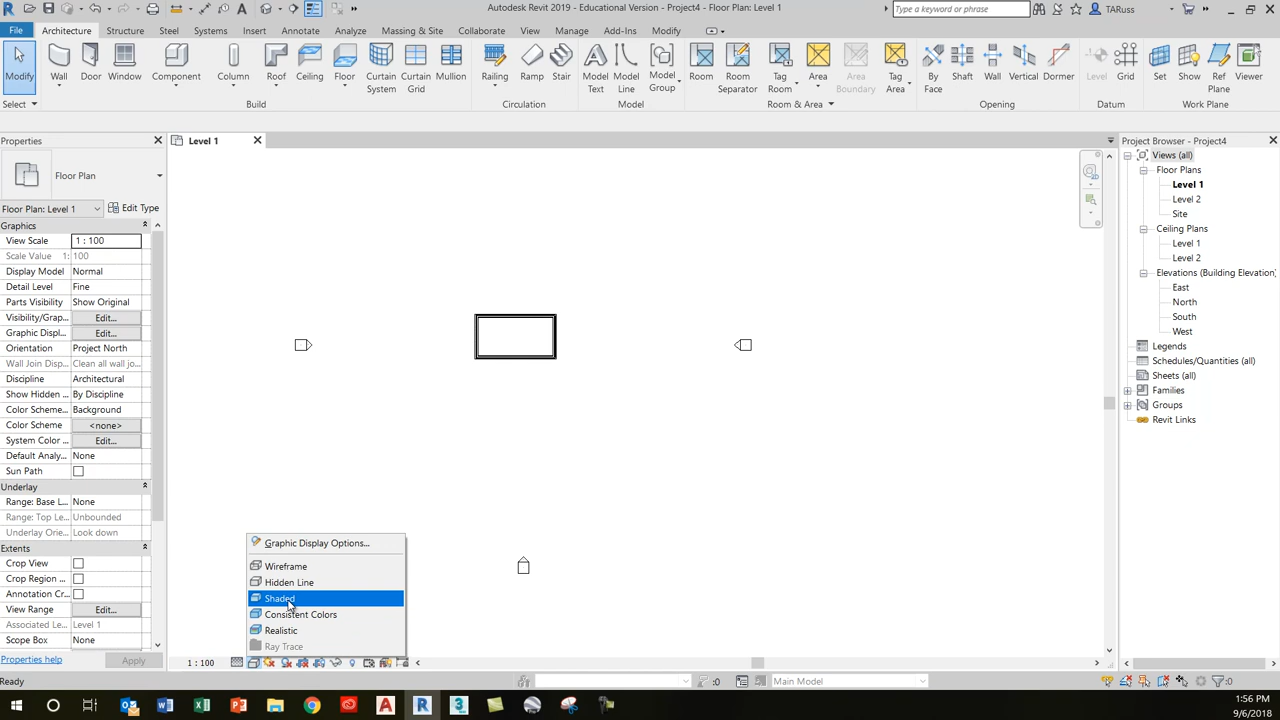 Autodesk Revit 2019 - Educational Version - Project4 - Floor Plan: Level 1
Type a keyword or phrase
TARuss
File Architecture Structure Steel Systems Insert Annotate Analyze Massing & Site Collaborate View Manage Add-Ins Modify
Modify Wall Door Window Component Column Roof Ceiling Floor Curtain System Curtain Grid Mullion Railing Ramp Stair Model Text Model Line Model Group Room Room Separator Tag Room Area Area Boundary Tag Area By Face Shaft Wall Vertical Dormer Level Grid Set Show Ref Plane Viewer
Select Build Circulation Model Room & Area Opening Datum Work Plane
Properties
Floor Plan
Floor Plan: Level 1 Edit Type
Graphics
View Scale 1 : 100
Scale Value 1: 100
Display Model Normal
Detail Level Fine
Parts Visibility Show Original
Visibility/Grap... Edit...
Graphic Displ... Edit...
Orientation Project North
Wall Join Disp... Clean all wall jo...
Discipline Architectural
Show Hidden ... By Discipline
Color Scheme... Background
Color Scheme <none>
System Color ... Edit...
Default Analy... None
Sun Path
Underlay
Range: Base L... None
Range: Top Le... Unbounded
Underlay Orie... Look down
Extents
Crop View
Crop Region ...
Annotation Cr...
View Range Edit...
Associated Le... Level 1
Scope Box None
Properties help Apply
Level 1
Graphic Display Options...
Wireframe
Hidden Line
Shaded
Consistent Colors
Realistic
Ray Trace
1 : 100
Project Browser - Project4
Views (all)
Floor Plans
Level 1
Level 2
Site
Ceiling Plans
Level 1
Level 2
Elevations (Building Elevation)
East
North
South
West
Legends
Schedules/Quantities (all)
Sheets (all)
Families
Groups
Revit Links
Ready
:0
Main Model
:0
1:56 PM
9/6/2018